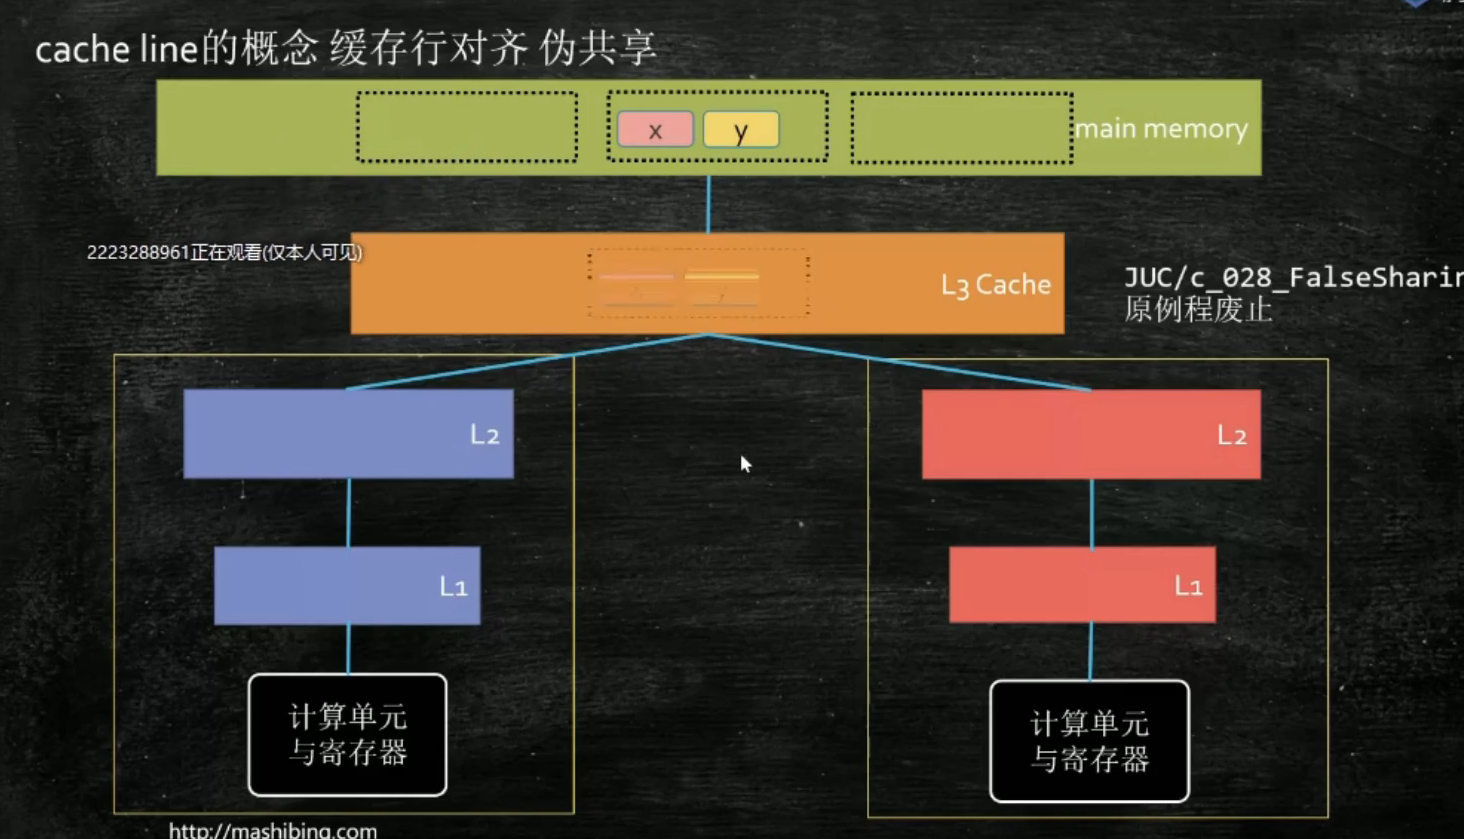 cache line的概念 缓存行对齐 伪共享
x y
main memory
2223288961正在观看(仅本人可见)
L3 Cache
JUC/c_028_FalseSharin
原例程废止
L2
L2
L1
L1
计算单元
与寄存器
计算单元
与寄存器
http://mashibing.com